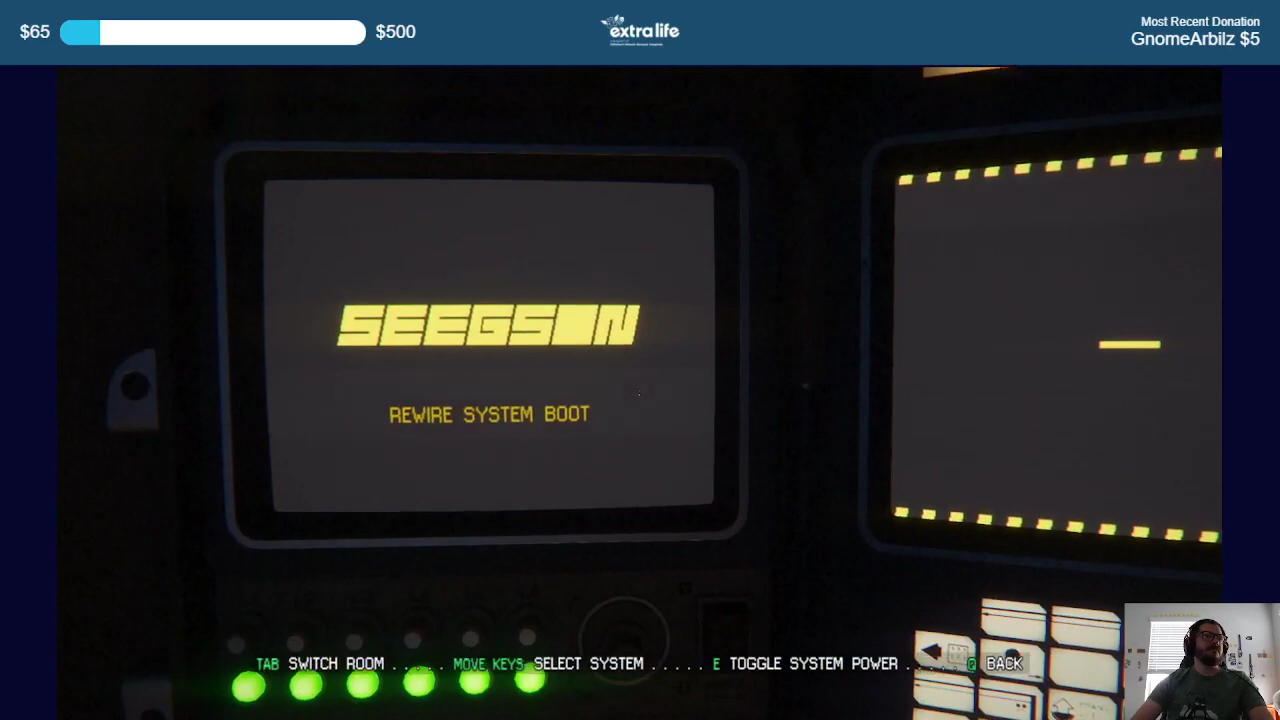 $65
$500
extra life
Most Recent Donation
GnomeArbilz $5
SEEGSON
REWIRE SYSTEM BOOT
TAB SWITCH ROOM ..... MOVE KEYS SELECT SYSTEM ..... E TOGGLE SYSTEM POWER ..... Q BACK